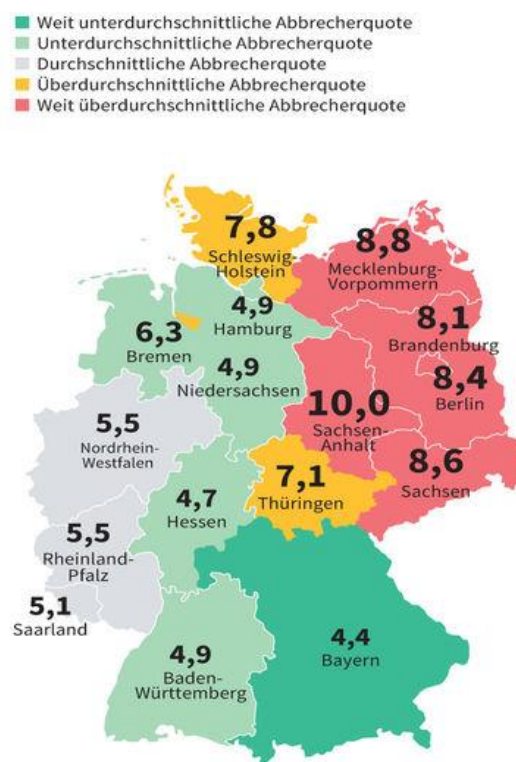 Weit unterdurchschnittliche Abbrecherquote
Unterdurchschnittliche Abbrecherquote
Durchschnittliche Abbrecherquote
Überdurchschnittliche Abbrecherquote
Weit überdurchschnittliche Abbrecherquote
7,8
Schleswig-
Holstein
8,8
Mecklenburg-
Vorpommern
4,9
Hamburg
6,3
Bremen
8,1
Brandenburg
4,9
Niedersachsen
8,4
Berlin
10,0
Sachsen-
Anhalt
5,5
Nordrhein-
Westfalen
8,6
Sachsen
7,1
Thüringen
4,7
Hessen
5,5
Rheinland-
Pfalz
5,1
Saarland
4,9
Baden-
Württemberg
4,4
Bayern